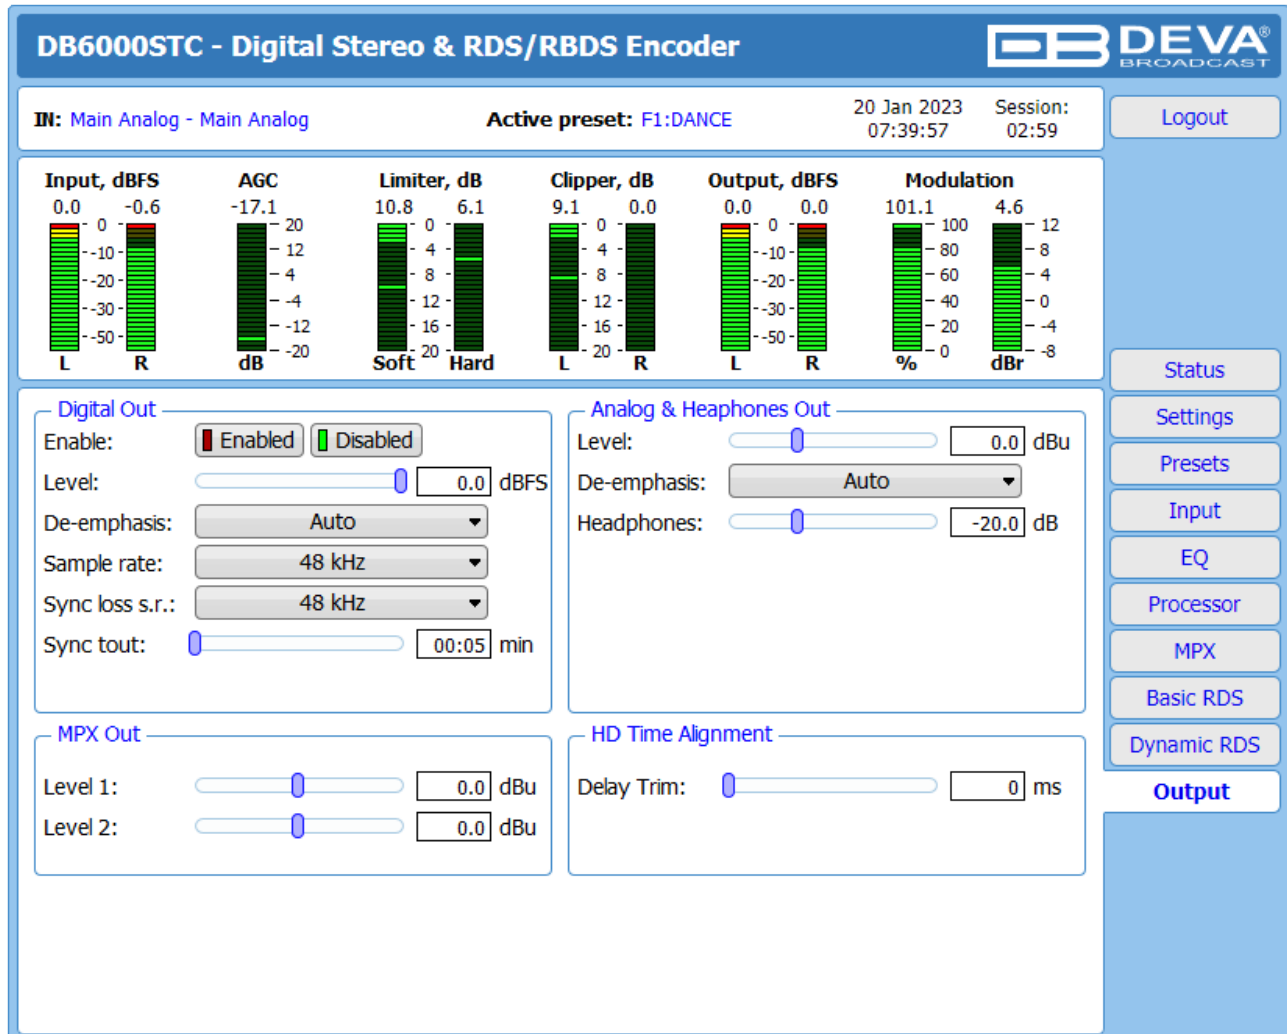 DB6000STC - Digital Stereo & RDS/RBDS Encoder
DEVA®
BROADCAST
IN: Main Analog - Main Analog
Active preset: F1:DANCE
20 Jan 2023
07:39:57
Session:
02:59
Logout
Input, dBFS AGC Limiter, dB Clipper, dB Output, dBFS Modulation
0.0 -0.6 -17.1 10.8 6.1 9.1 0.0 0.0 0.0 101.1 4.6
0 20 0 0 0 100 12
-10 12 4 4 -10 80 8
-20 4 8 8 -20 60 4
-30 -4 12 12 -30 40 0
-50 -12 16 16 -50 20 -4
-20 20 20 0 -8
L R dB Soft Hard L R L R % dBr
Status
Settings
Presets
Input
EQ
Processor
MPX
Basic RDS
Dynamic RDS
Output
Digital Out
Enable: Enabled Disabled
Level: 0.0 dBFS
De-emphasis: Auto
Sample rate: 48 kHz
Sync loss s.r.: 48 kHz
Sync tout: 00:05 min
Analog & Heaphones Out
Level: 0.0 dBu
De-emphasis: Auto
Headphones: -20.0 dB
MPX Out
Level 1: 0.0 dBu
Level 2: 0.0 dBu
HD Time Alignment
Delay Trim: 0 ms